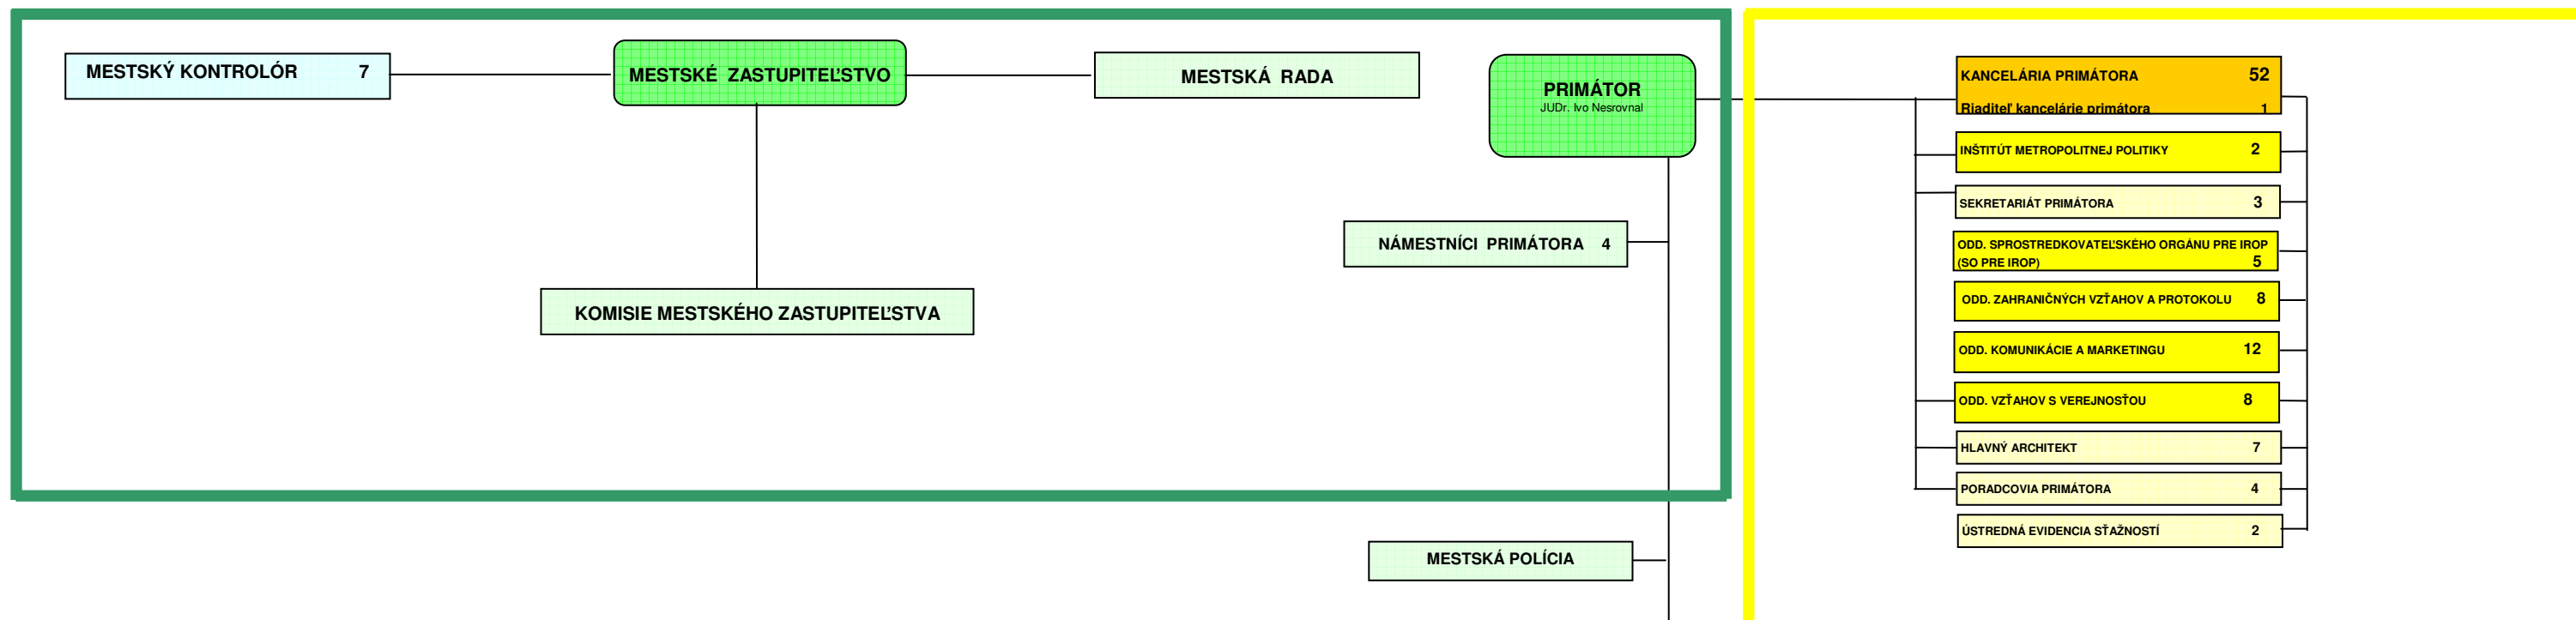 MESTSKÝ KONTROLÓR 7
MESTSKÉ ZASTUPITEĽSTVO
MESTSKÁ RADA
PRIMÁTOR
JUDr. Ivo Nesrovnal
NÁMESTNÍCI PRIMÁTORA 4
KOMISIE MESTSKÉHO ZASTUPITEĽSTVA
MESTSKÁ POLÍCIA
KANCELÁRIA PRIMÁTORA 52
Riaditeľ kancelárie primátora 1
INŠTITÚT METROPOLITNEJ POLITIKY 2
SEKRETARIÁT PRIMÁTORA 3
ODD. SPROSTREDKOVATEĽSKÉHO ORGÁNU PRE IROP
(SO PRE IROP) 5
ODD. ZAHRANIČNÝCH VZŤAHOV A PROTOKOLU 8
ODD. KOMUNIKÁCIE A MARKETINGU 12
ODD. VZŤAHOV S VEREJNOSŤOU 8
HLAVNÝ ARCHITEKT 7
PORADCOVIA PRIMÁTORA 4
ÚSTREDNÁ EVIDENCIA SŤAŽNOSTÍ 2